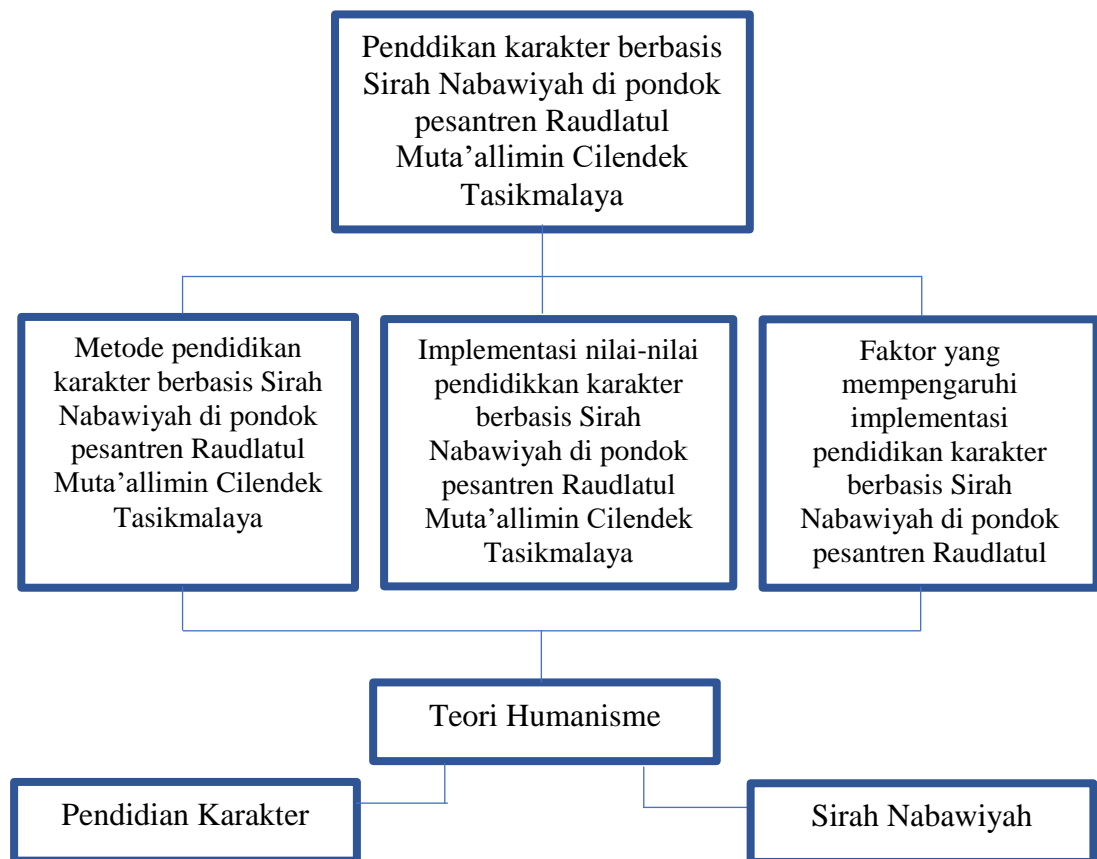 Penddikan karakter berbasis
Sirah Nabawiyah di pondok
pesantren Raudlatul
Muta’allimin Cilendek
Tasikmalaya
Metode pendidikan
karakter berbasis Sirah
Nabawiyah di pondok
pesantren Raudlatul
Muta’allimin Cilendek
Tasikmalaya
Implementasi nilai-nilai
pendidikkan karakter
berbasis Sirah
Nabawiyah di pondok
pesantren Raudlatul
Muta’allimin Cilendek
Tasikmalaya
Faktor yang
mempengaruhi
implementasi
pendidikan karakter
berbasis Sirah
Nabawiyah di pondok
pesantren Raudlatul
Teori Humanisme
Pendidian Karakter
Sirah Nabawiyah